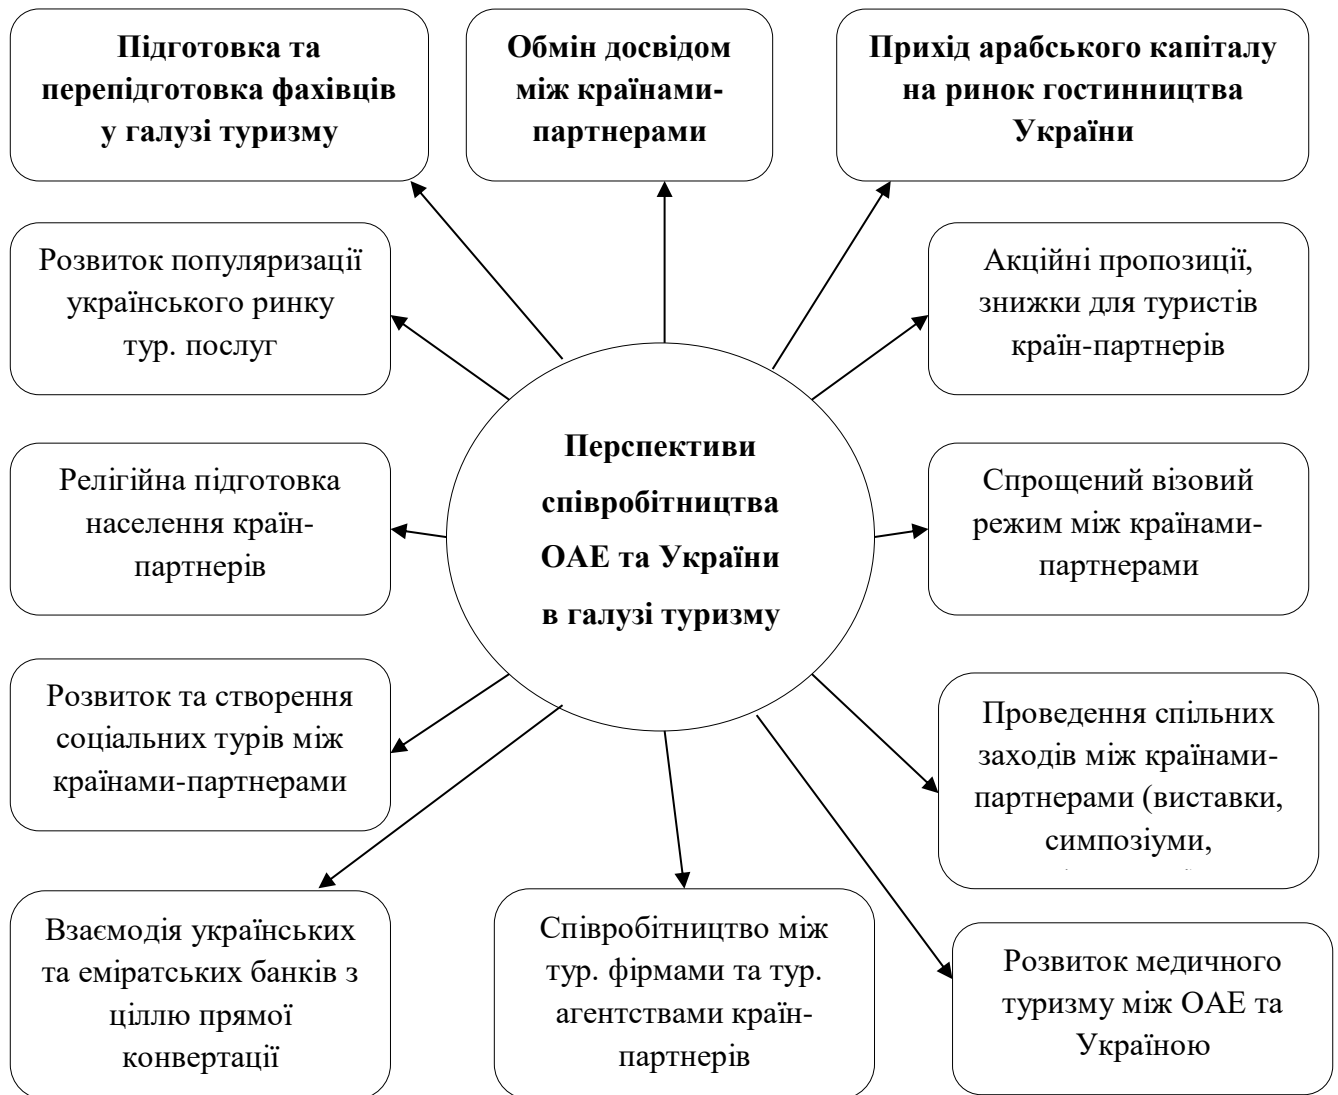 Підготовка та
перепідготовка фахівців
у галузі туризму
Обмін досвідом
між країнами-
партнерами
Прихід арабського капіталу
на ринок гостинництва
України
Розвиток популяризації
українського ринку
тур. послуг
Акційні пропозиції,
знижки для туристів
країн-партнерів
Релігійна підготовка
населення країн-
партнерів
Перспективи
співробітництва
ОАЕ та України
в галузі туризму
Спрощений візовий
режим між країнами-
партнерами
Розвиток та створення
соціальних турів між
країнами-партнерами
Проведення спільних
заходів між країнами-
партнерами (виставки,
симпозіуми,
Взаємодія українських
та еміратських банків з
ціллю прямої
конвертації
Співробітництво між
тур. фірмами та тур.
агентствами країн-
партнерів
Розвиток медичного
туризму між ОАЕ та
Україною